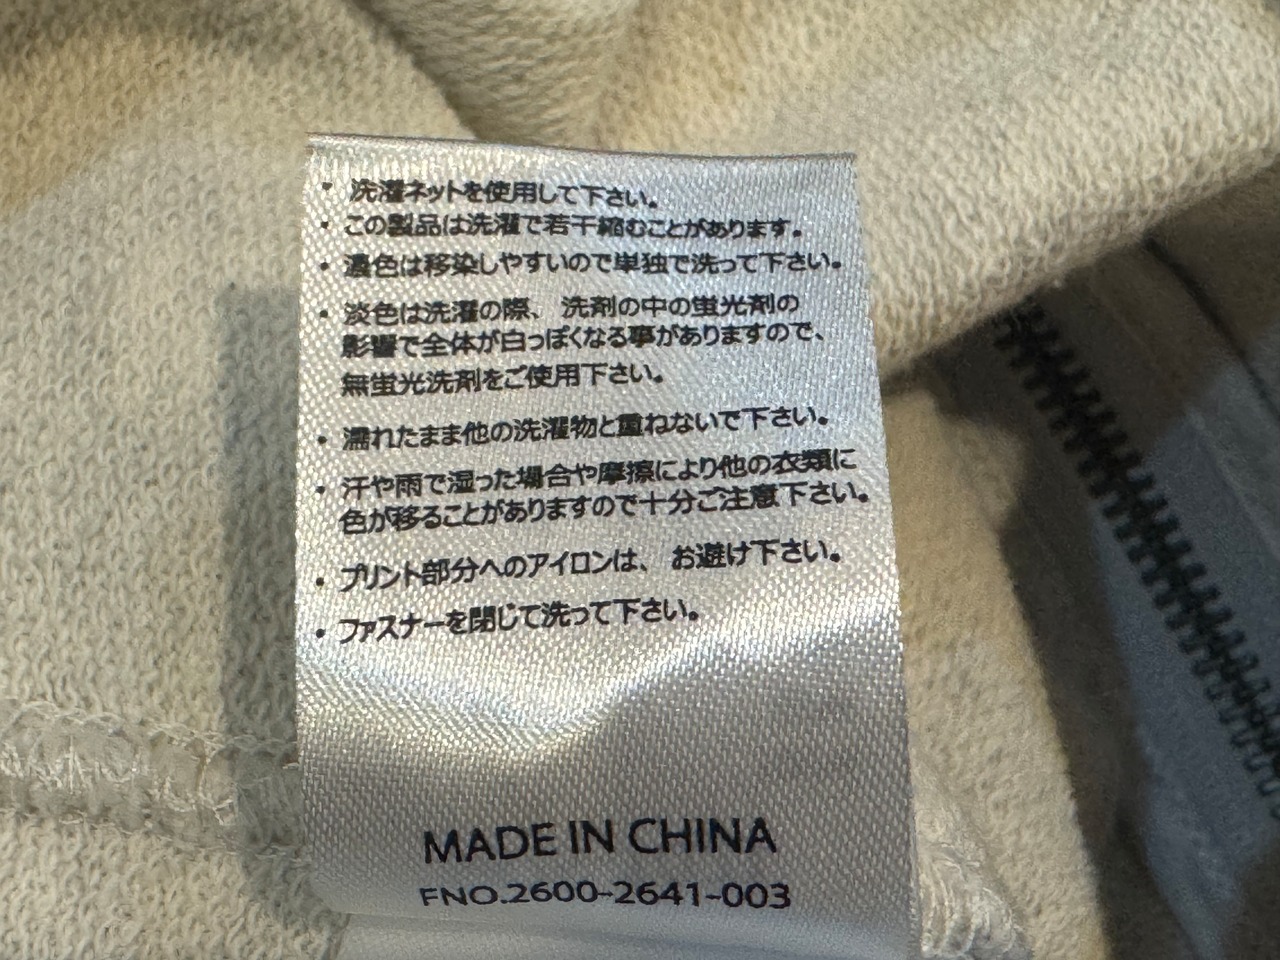 ・ 洗濯ネットを使用して下さい。
・ この製品は洗濯で若干縮むことがあります。
・ 濃色は移染しやすいので単独で洗って下さい。
・ 淡色は洗濯の際、洗剤の中の蛍光剤の
影響で全体が白っぽくなる事がありますので、
無蛍光洗剤をご使用下さい。
・ 濡れたまま他の洗濯物と重ねないで下さい。
・ 汗や雨で湿った場合や摩擦により他の衣類に
色が移ることがありますので十分ご注意下さい。
・ プリント部分へのアイロンは、お避け下さい。
・ ファスナーを閉じて洗って下さい。
MADE IN CHINA
FNO.2600-2641-003